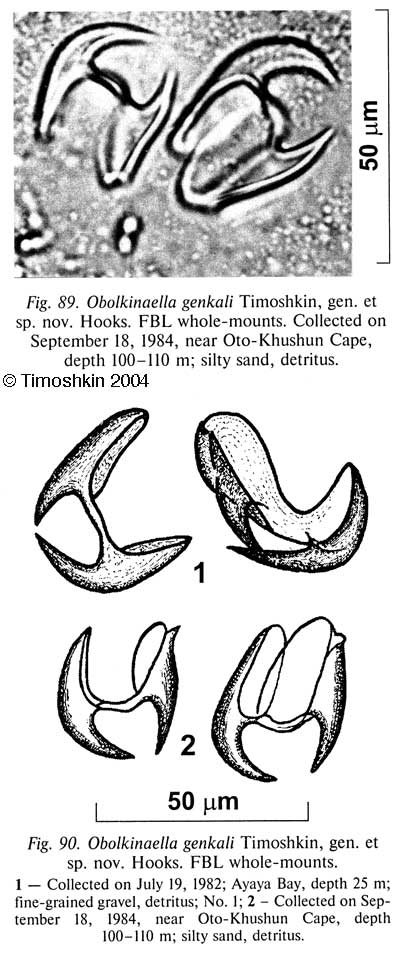 50 μm
Fig. 89. Obolkinaella genkali Timoshkin, gen. et
sp. nov. Hooks. FBL whole-mounts. Collected on
September 18, 1984, near Oto-Khushun Cape,
depth 100–110 m; silty sand, detritus.
© Timoshkin 2004
1
2
50 μm
Fig. 90. Obolkinaella genkali Timoshkin, gen. et
sp. nov. Hooks. FBL whole-mounts.
1 — Collected on July 19, 1982; Ayaya Bay, depth 25 m;
fine-grained gravel, detritus; No. 1; 2 – Collected on Sep-
tember 18, 1984, near Oto-Khushun Cape, depth
100–110 m; silty sand, detritus.